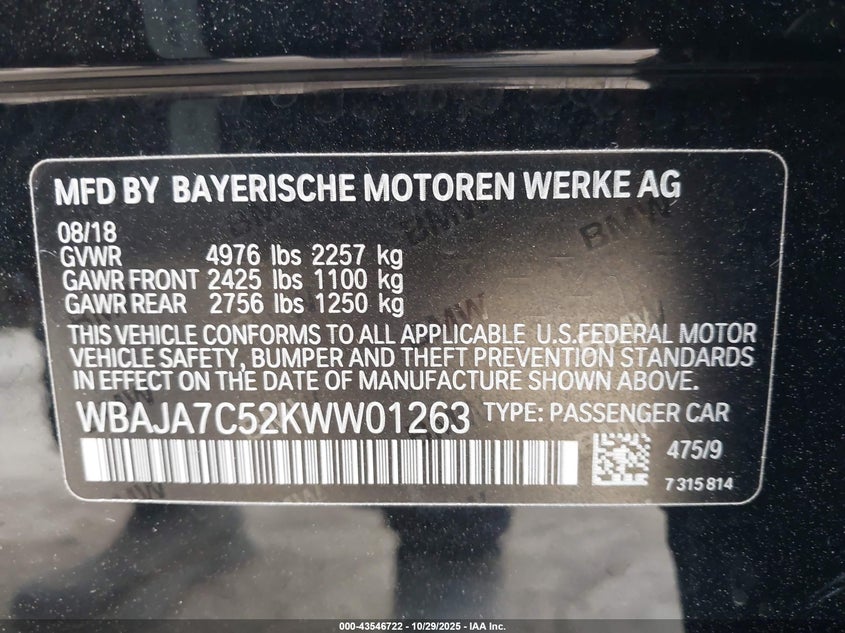 MFD BY BAYERISCHE MOTOREN WERKE AG
08/18
GVWR 4976 lbs 2257 kg
GAWR FRONT 2425 lbs 1100 kg
GAWR REAR 2756 lbs 1250 kg
THIS VEHICLE CONFORMS TO ALL APPLICABLE U.S.FEDERAL MOTOR
VEHICLE SAFETY, BUMPER AND THEFT PREVENTION STANDARDS
IN EFFECT ON THE DATE OF MANUFACTURE SHOWN ABOVE.
WBAJA7C52KWW01263 TYPE: PASSENGER CAR
475/9
7 315 814
000-43546722 - 10/29/2025 - IAA Inc.